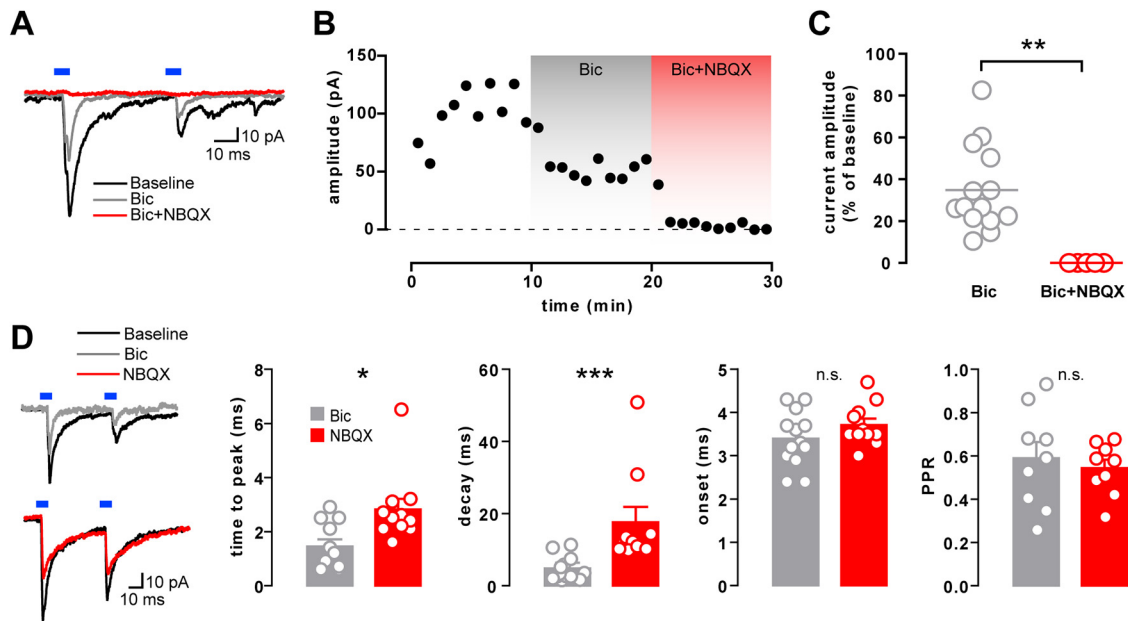 A
10 pA
10 ms
Baseline
Bic
Bic+NBQX
B
amplitude (pA)
150
100
50
0
Bic
Bic+NBQX
0
10
20
30
time (min)
C
current amplitude
(% of baseline)
100
80
60
40
20
0
**
Bic
Bic+NBQX
D
Baseline
Bic
NBQX
10 pA
10 ms
time to peak (ms)
8
6
4
2
0
*
Bic
NBQX
decay (ms)
60
40
20
0
***
onset (ms)
5
4
3
2
1
0
n.s.
PPR
1.0
0.8
0.6
0.4
0.2
0.0
n.s.